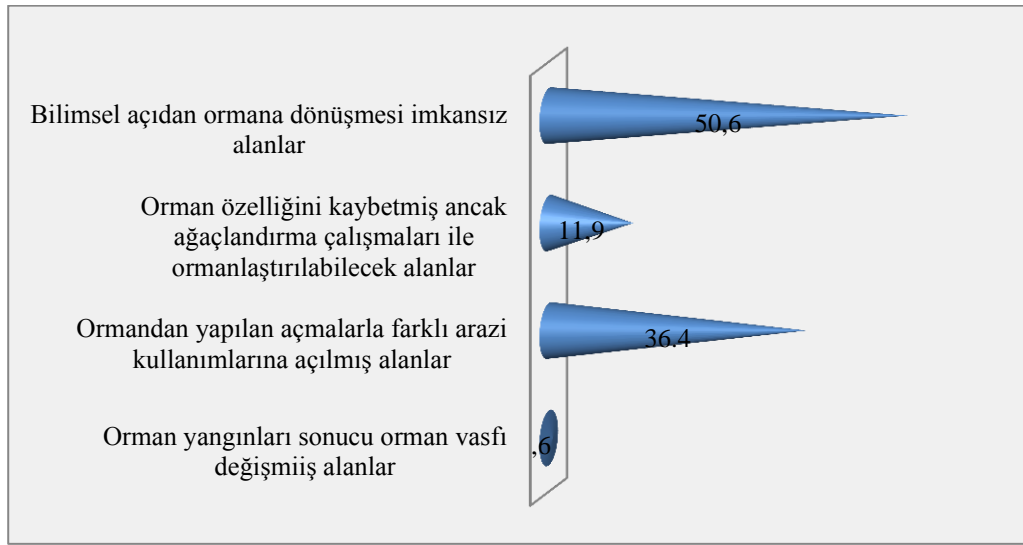 Bilimsel açıdan ormana dönüşmesi imkansız
alanlar
50,6
Orman özelliğini kaybetmiş ancak
ağaçlandırma çalışmaları ile
ormanlaştırılabilecek alanlar
11,9
Ormandan yapılan açmalarla farklı arazi
kullanımlarına açılmış alanlar
36,4
Orman yangınları sonucu orman vasfı
değişmiiş alanlar
,6